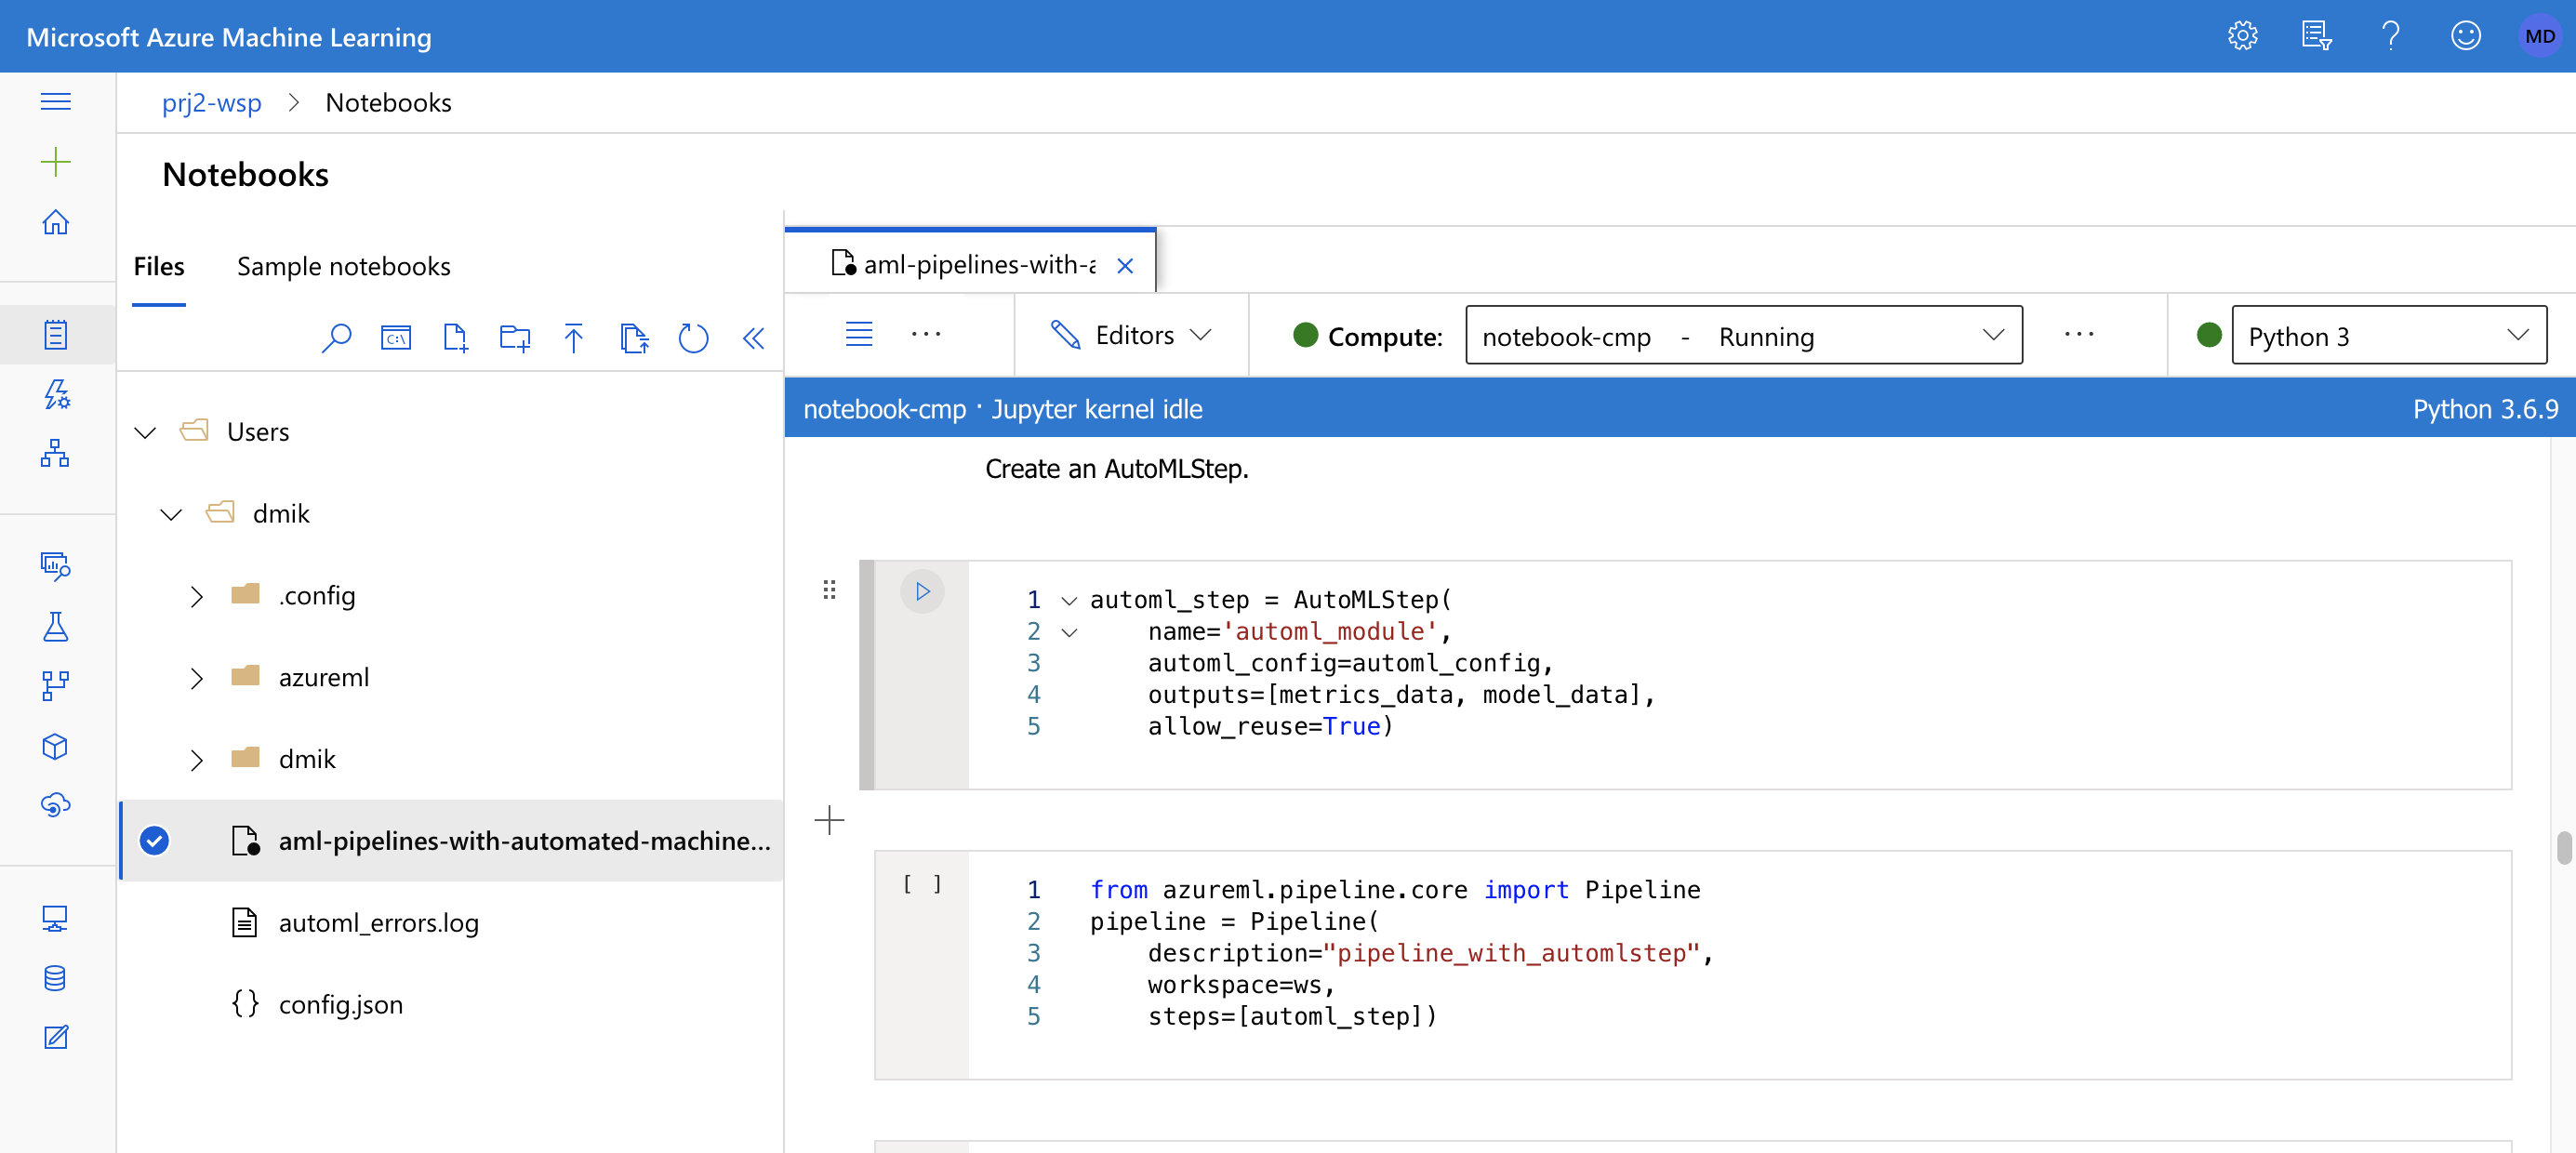 Microsoft Azure Machine Learning
MD
prj2-wsp > Notebooks
Notebooks
Files Sample notebooks
C:\
Users
dmik
.config
azureml
dmik
aml-pipelines-with-automated-machine...
automl_errors.log
{} config.json
aml-pipelines-with-a
... Editors Compute: notebook-cmp - Running ... Python 3
notebook-cmp · Jupyter kernel idle Python 3.6.9
Create an AutoMLStep.
1 automl_step = AutoMLStep(
2 name='automl_module',
3 automl_config=automl_config,
4 outputs=[metrics_data, model_data],
5 allow_reuse=True)
[ ]
1 from azureml.pipeline.core import Pipeline
2 pipeline = Pipeline(
3 description="pipeline_with_automlstep",
4 workspace=ws,
5 steps=[automl_step])